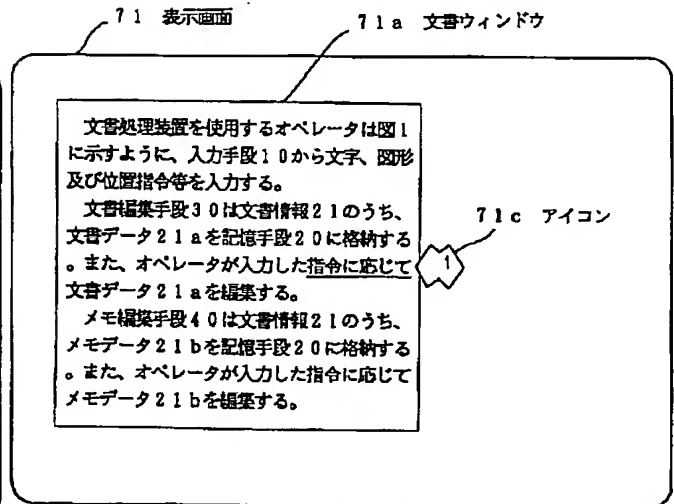 71 表示画面
71a 文書ウィンドウ
文書処理装置を使用するオペレータは図1
に示すように、入力手段10から文字、図形
及び位置指令等を入力する。
文書編集手段30は文書情報21のうち、
文書データ21aを記憶手段20に格納する
。また、オペレータが入力した指令に応じて
文書データ21aを編集する。
メモ編集手段40は文書情報21のうち、
メモデータ21bを記憶手段20に格納する
。また、オペレータが入力した指令に応じて
メモデータ21bを編集する。
71c アイコン
1